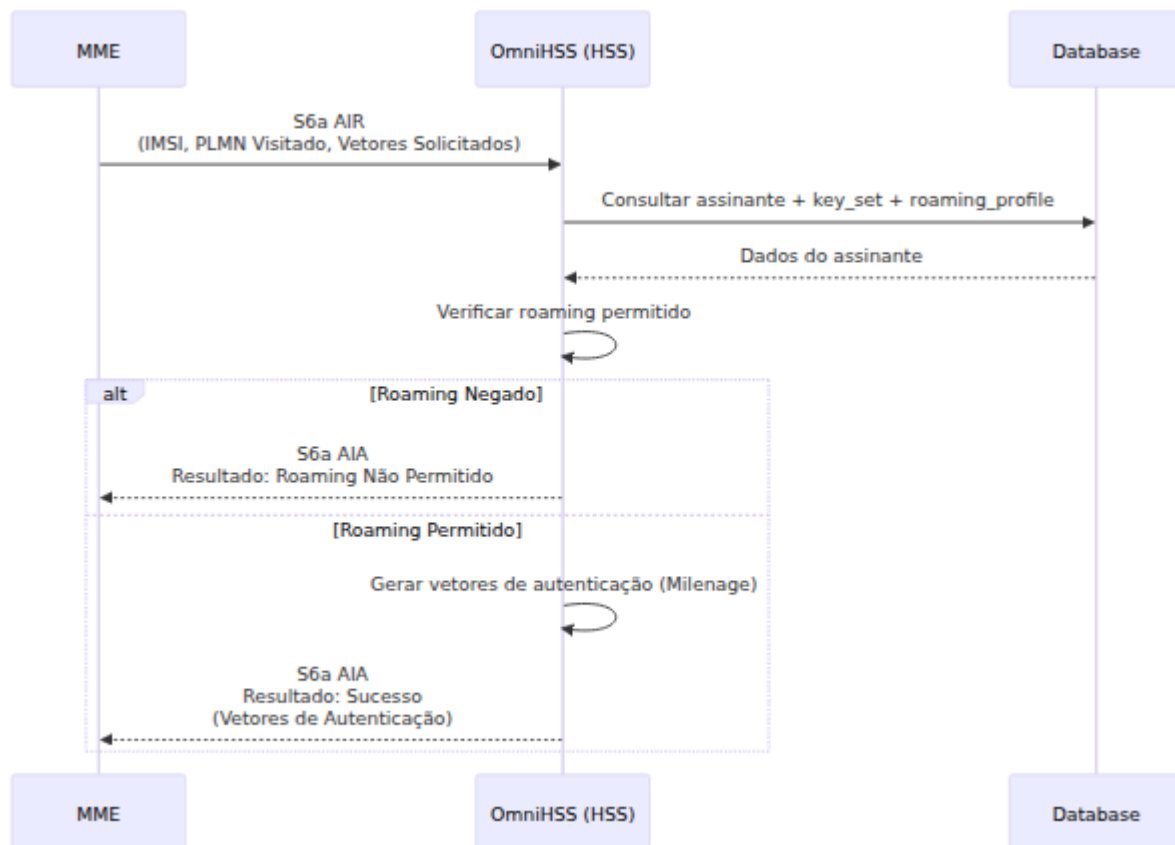 MME
OmniHSS (HSS)
Database
S6a AIR
(IMSI, PLMN Visitado, Vetores Solicitados)
Consultar assinante + key_set + roaming_profile
Dados do assinante
Verificar roaming permitido
alt
[Roaming Negado]
S6a AIA
Resultado: Roaming Não Permitido
[Roaming Permitido]
Gerar vetores de autenticação (Milenage)
S6a AIA
Resultado: Sucesso
(Vetores de Autenticação)
MME
OmniHSS (HSS)
Database